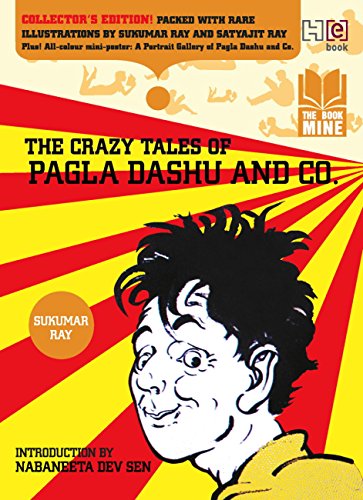 COLLECTOR'S EDITION! PACKED WITH RARE
ILLUSTRATIONS BY SUKUMAR RAY AND SATYAJIT RAY
Plus! All-colour mini-poster: A Portrait Gallery of Pagla Dashu and Co.
H e
book
THE BOOK
MINE
THE CRAZY TALES OF
PAGLA DASHU AND CO.
SUKUMAR
RAY
INTRODUCTION BY
NABANEETA DEV SEN